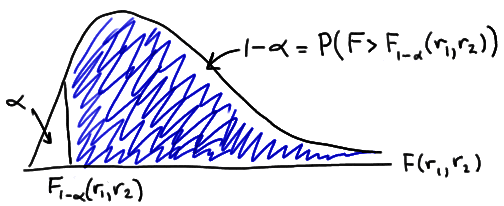 1-α = P(F > F₁₋α(r₁,r₂))
α
F(r₁,r₂)
F₁₋α(r₁,r₂)